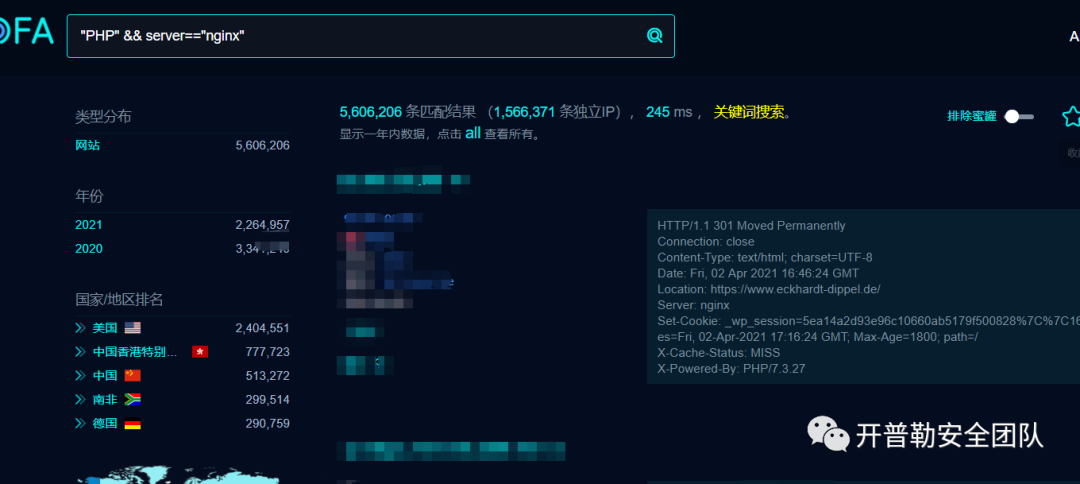 FA
"PHP" && server=="nginx"
类型分布
网站 5,606,206
年份
2021 2,264,957
2020
国家/地区排名
美国 2,404,551
中国香港特别... 777,723
中国 513,272
南非 299,514
德国 290,759
5,606,206 条匹配结果 （1,566,371 条独立IP）， 245 ms ， 关键词搜索。
显示一年内数据，点击 all 查看所有。
排除蜜罐
HTTP/1.1 301 Moved Permanently
Connection: close
Content-Type: text/html; charset=UTF-8
Date: Fri, 02 Apr 2021 16:46:24 GMT
Location: https://www.eckhardt-dippel.de/
Server: nginx
Set-Cookie: _wp_session=5ea14a2d93e96c10660ab5179f500828%7C%7C16
es=Fri, 02-Apr-2021 17:16:24 GMT; Max-Age=1800; path=/
X-Cache-Status: MISS
X-Powered-By: PHP/7.3.27
开普勒安全团队